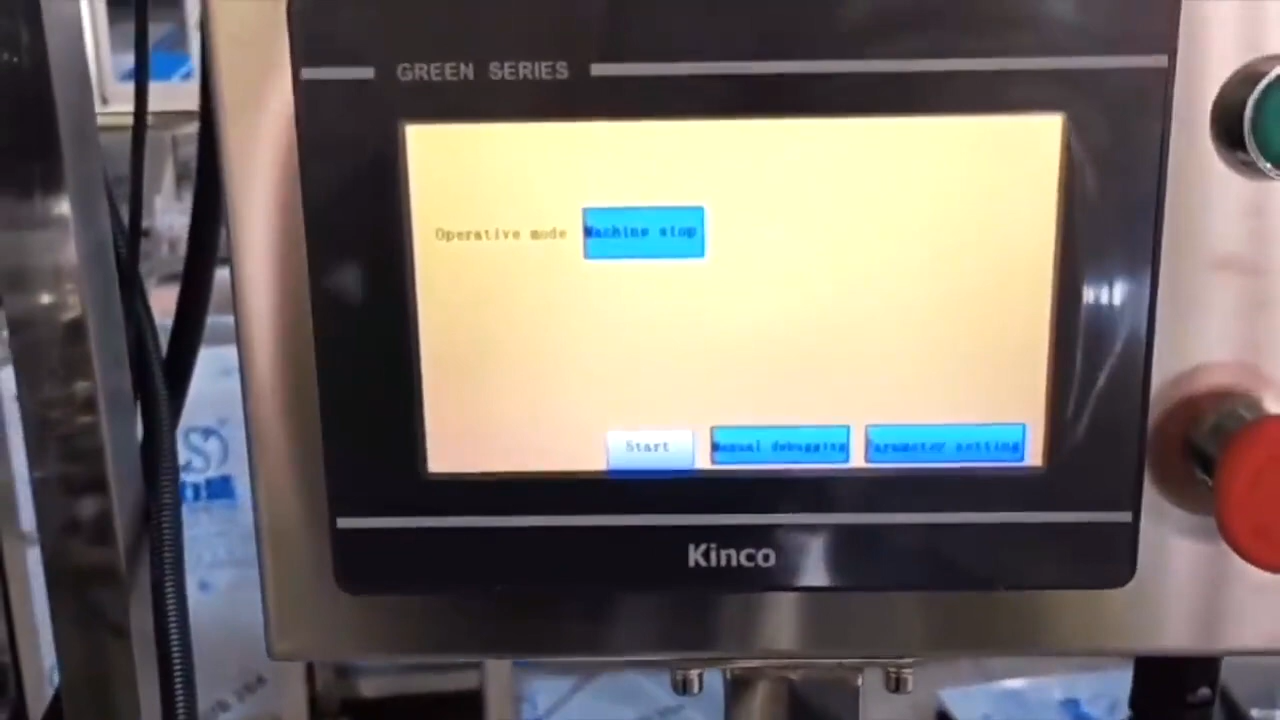 GREEN SERIES
Operative mode Machine stop
Start Manual debugging Parameter setting
Kinco